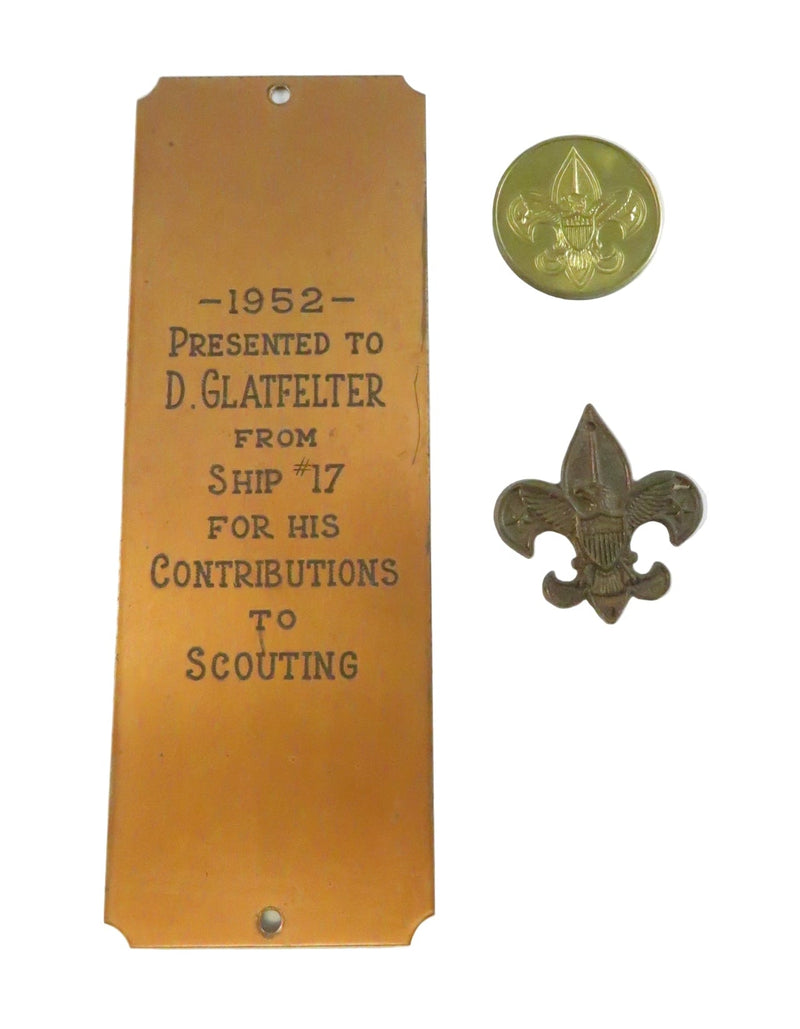 -1952-
PRESENTED TO
D. GLATFELTER
FROM
SHIP #17
FOR HIS
CONTRIBUTIONS
TO
SCOUTING